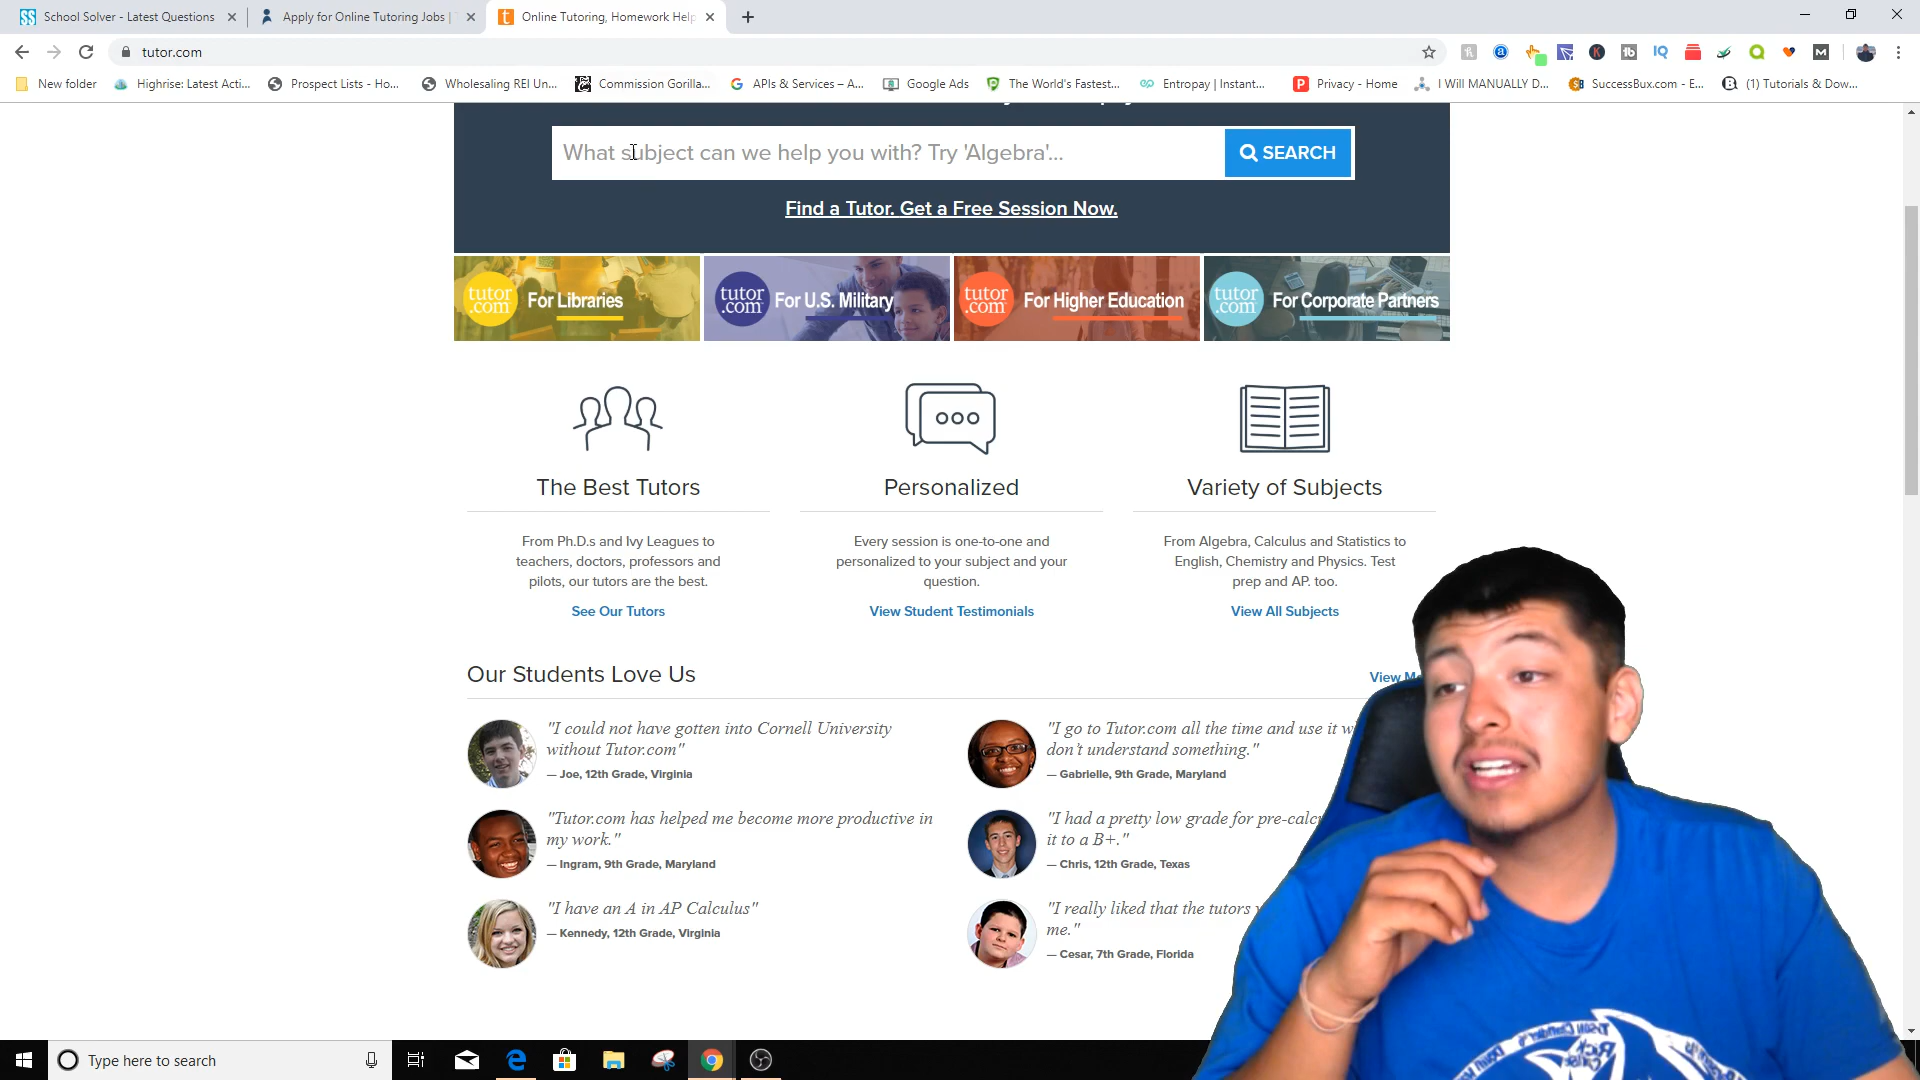 School Solver - Latest Questions
Apply for Online Tutoring Jobs |
Online Tutoring, Homework Help
tutor.com
New folder
Highrise: Latest Acti...
Prospect Lists - Ho...
Wholesaling REI Un...
Commission Gorilla...
APIs & Services – A...
Google Ads
The World's Fastest...
Entropay | Instant...
Privacy - Home
I Will MANUALLY D...
SuccessBux.com - E...
(1) Tutorials & Dow...
What subject can we help you with? Try 'Algebra'...
SEARCH
Find a Tutor. Get a Free Session Now.
tutor.com For Libraries
tutor.com For U.S. Military
tutor.com For Higher Education
tutor.com For Corporate Partners
The Best Tutors
From Ph.D.s and Ivy Leagues to
teachers, doctors, professors and
pilots, our tutors are the best.
See Our Tutors
Personalized
Every session is one-to-one and
personalized to your subject and your
question.
View Student Testimonials
Variety of Subjects
From Algebra, Calculus and Statistics to
English, Chemistry and Physics. Test
prep and AP. too.
View All Subjects
Our Students Love Us
View
"I could not have gotten into Cornell University
without Tutor.com"
— Joe, 12th Grade, Virginia
"I go to Tutor.com all the time and use it
don't understand something."
— Gabrielle, 9th Grade, Maryland
"Tutor.com has helped me become more productive in
my work."
— Ingram, 9th Grade, Maryland
"I had a pretty low grade for
it to a B+."
— Chris, 12th Grade, Texas
"I have an A in AP Calculus"
— Kennedy, 12th Grade, Virginia
"I really liked that the tutors
me."
— Cesar, 7th Grade, Florida
Type here to search